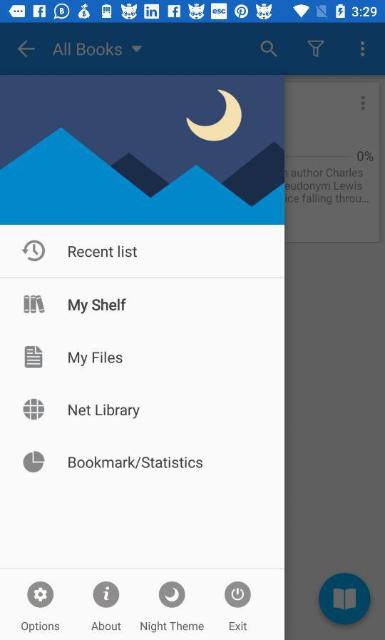 3:29
All Books
0%
author Charles
eudonym Lewis
ice falling throu...
Recent list
My Shelf
My Files
Net Library
Bookmark/Statistics
Options About Night Theme Exit